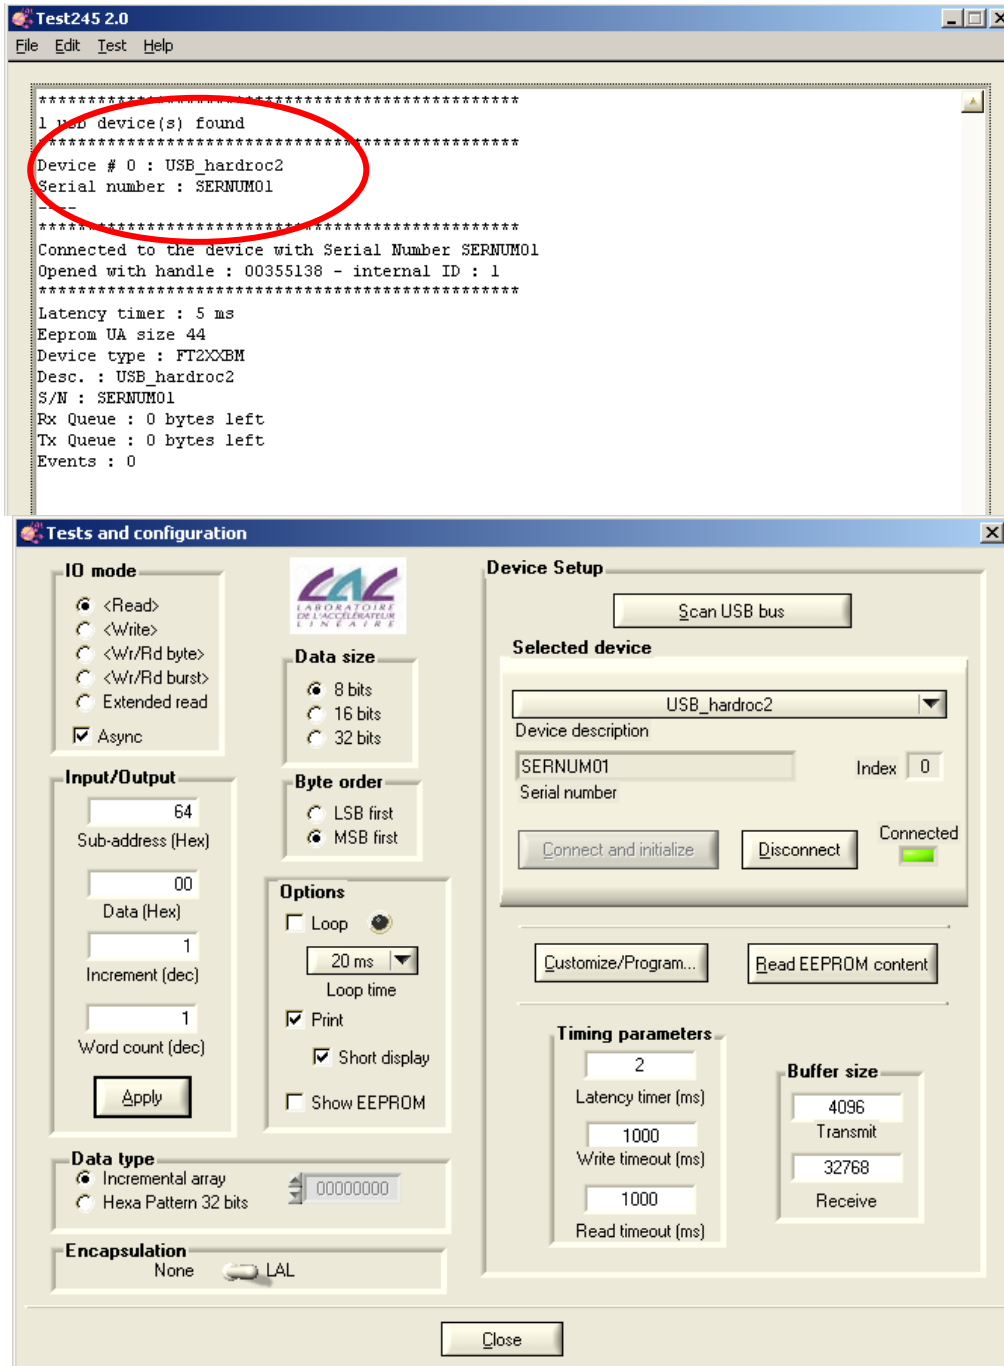 Test245 2.0
File Edit Test Help
*************************************************
1 usb device(s) found
*************************************************
Device # 0 : USB_hardroc2
Serial number : SERNUM01
----
*************************************************
Connected to the device with Serial Number SERNUM01
Opened with handle : 00355138 - internal ID : 1
*************************************************
Latency timer : 5 ms
Eeprom UA size 44
Device type : FT2XXBM
Desc. : USB_hardroc2
S/N : SERNUM01
Rx Queue : 0 bytes left
Tx Queue : 0 bytes left
Events : 0
Tests and configuration
IO mode
<Read>
<Write>
<Wr/Rd byte>
<Wr/Rd burst>
Extended read
Async
Input/Output
64
Sub-address (Hex)
00
Data (Hex)
1
Increment (dec)
1
Word count (dec)
Apply
LAL
LABORATOIRE
DE L'ACCÉLÉRATEUR
LINÉAIRE
Data size
8 bits
16 bits
32 bits
Byte order
LSB first
MSB first
Options
Loop
20 ms
Loop time
Print
Short display
Show EEPROM
Data type
Incremental array
Hexa Pattern 32 bits
00000000
Encapsulation
None LAL
Device Setup
Scan USB bus
Selected device
USB_hardroc2
Device description
SERNUM01
Index 0
Serial number
Connect and initialize
Disconnect
Connected
Customize/Program...
Read EEPROM content
Timing parameters
2
Latency timer (ms)
1000
Write timeout (ms)
1000
Read timeout (ms)
Buffer size
4096
Transmit
32768
Receive
Close